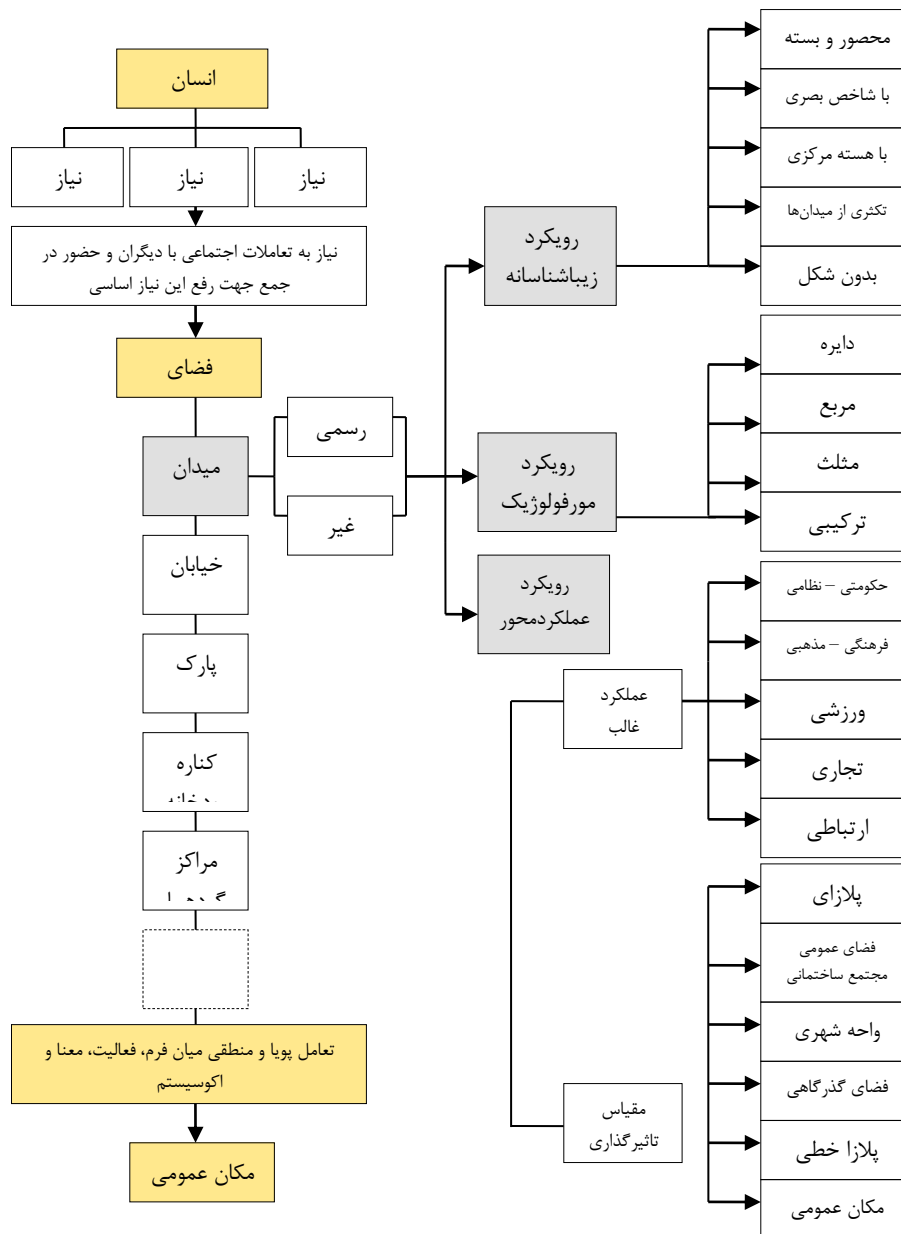 انسان
نیاز
نیاز
نیاز
نیاز به تعاملات اجتماعی با دیگران و حضور در
جمع جهت رفع این نیاز اساسی
فضای
میدان
خیابان
پارک
کناره
مراکز
تعامل پویا و منطقی میان فرم، فعالیت، معنا و
اکوسیستم
مکان عمومی
رسمی
غیر
رویکرد
زیباشناسانه
رویکرد
مورفولوژیک
رویکرد
عملکردمحور
عملکرد
غالب
مقیاس
تاثیرگذاری
محصور و بسته
با شاخص بصری
با هسته مرکزی
تکثری از میدان‌ها
بدون شکل
دایره
مربع
مثلث
ترکیبی
حکومتی – نظامی
فرهنگی – مذهبی
ورزشی
تجاری
ارتباطی
پلازای
فضای عمومی
مجتمع ساختمانی
واحه شهری
فضای گذرگاهی
پلازا خطی
مکان عمومی